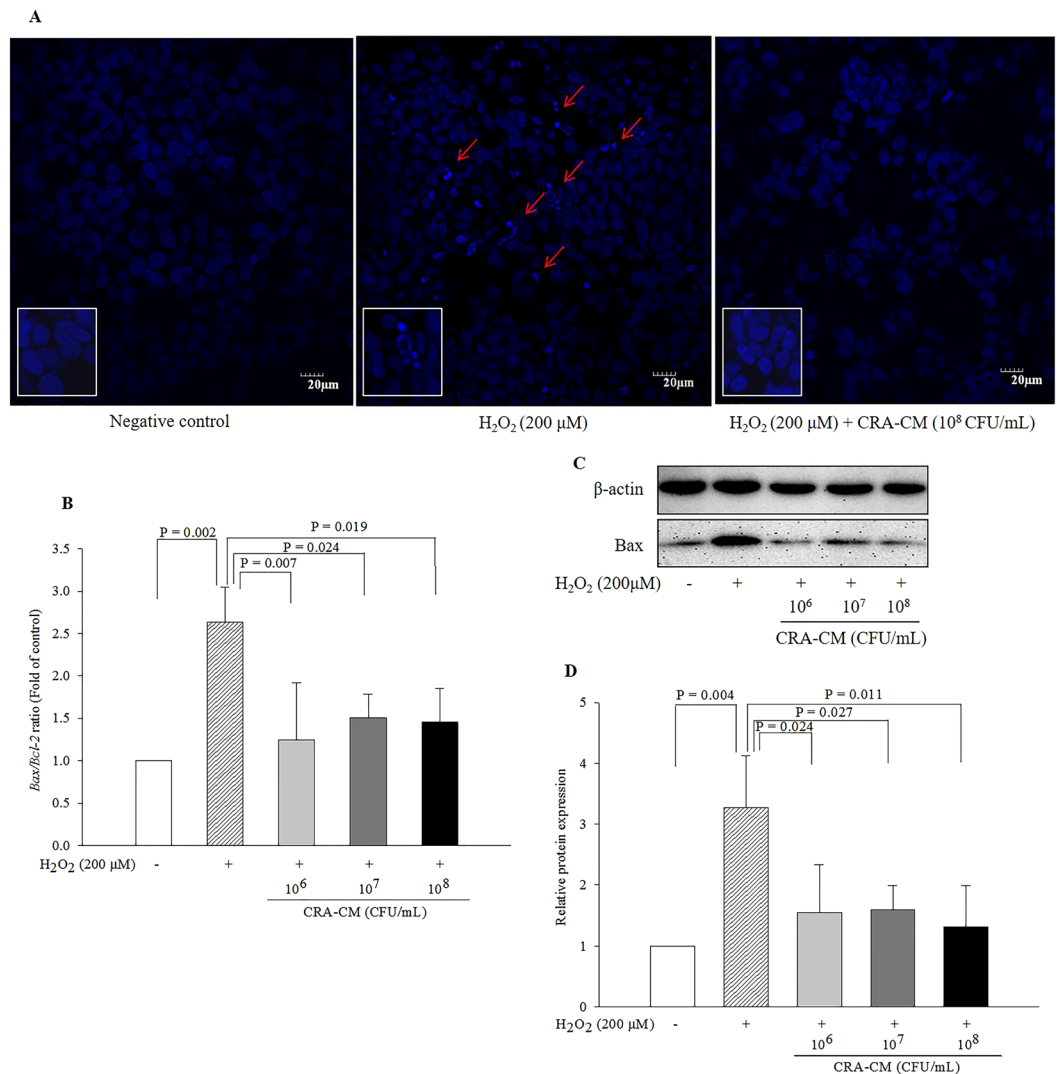 A
20µm
20µm
20µm
Negative control
H₂O₂ (200 µM)
H₂O₂ (200 µM) + CRA-CM (10⁸ CFU/mL)
B
P = 0.002
P = 0.019
P = 0.024
P = 0.007
Bax/Bcl-2 ratio (Fold of control)
3.5
3.0
2.5
2.0
1.5
1.0
0.5
0.0
H₂O₂ (200 µM) - + + + +
10⁶ 10⁷ 10⁸
CRA-CM (CFU/mL)
C
β-actin
Bax
H₂O₂ (200µM) - + + + +
10⁶ 10⁷ 10⁸
CRA-CM (CFU/mL)
D
P = 0.004
P = 0.011
P = 0.027
P = 0.024
Relative protein expression
5
4
3
2
1
0
H₂O₂ (200 µM) - + + + +
10⁶ 10⁷ 10⁸
CRA-CM (CFU/mL)